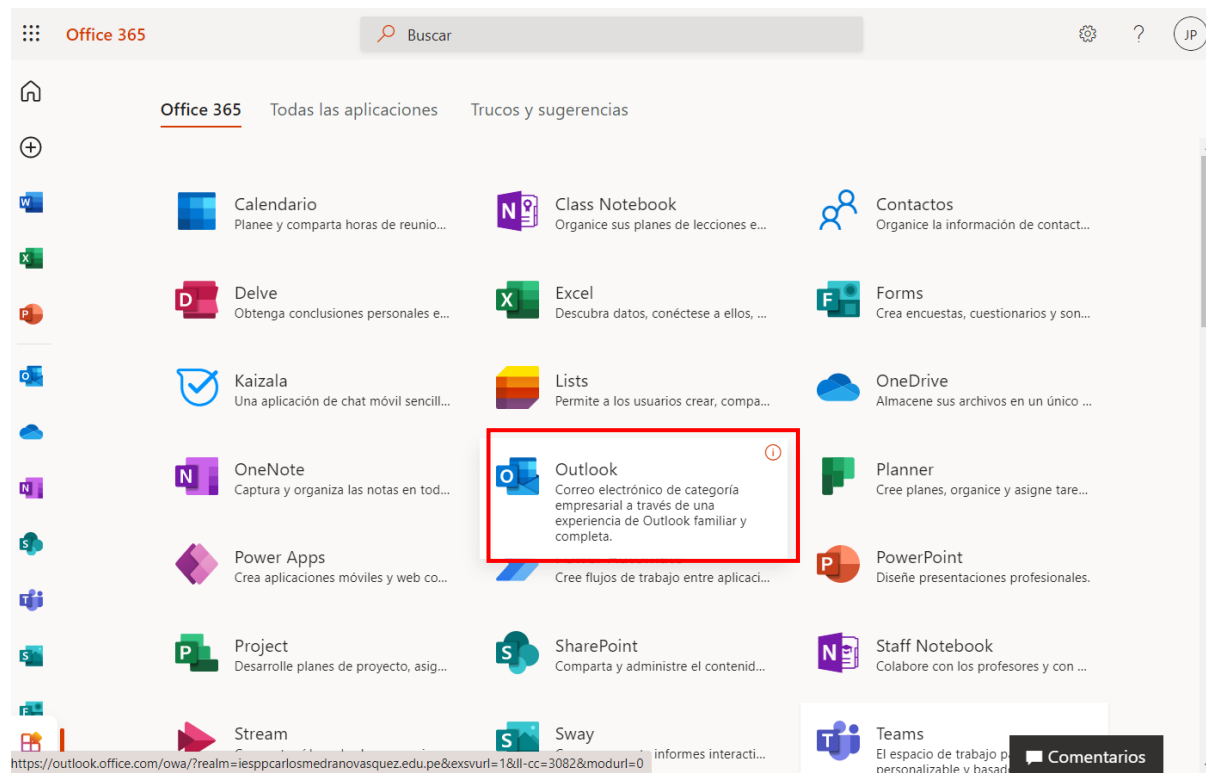 Office 365
Buscar
JP
Office 365 Todas las aplicaciones Trucos y sugerencias
Calendario
Planee y comparta horas de reunio...
Class Notebook
Organice sus planes de lecciones e...
Contactos
Organice la información de contact...
Delve
Obtenga conclusiones personales e...
Excel
Descubra datos, conéctese a ellos, ...
Forms
Crea encuestas, cuestionarios y son...
Kaizala
Una aplicación de chat móvil sencill...
Lists
Permite a los usuarios crear, compa...
OneDrive
Almacene sus archivos en un único ...
OneNote
Captura y organiza las notas en tod...
Outlook
Correo electrónico de categoría
empresarial a través de una
experiencia de Outlook familiar y
completa.
Planner
Cree planes, organice y asigne tare...
Power Apps
Crea aplicaciones móviles y web co...
Cree flujos de trabajo entre aplicaci...
PowerPoint
Diseñe presentaciones profesionales.
Project
Desarrolle planes de proyecto, asig...
SharePoint
Comparta y administre el contenid...
Staff Notebook
Colabore con los profesores y con ...
Stream
Sway
informes interacti...
Teams
El espacio de trabajo
personalizable y basad
Comentarios
https://outlook.office.com/owa/?realm=iesppcarlosmedranovasquez.edu.pe&exsvurl=1&ll-cc=3082&modurl=0